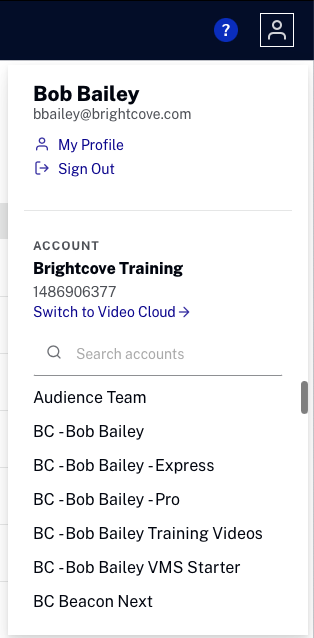 ?
Bob Bailey
bbailey@brightcove.com
My Profile
Sign Out
ACCOUNT
Brightcove Training
1486906377
Switch to Video Cloud →
Search accounts
Audience Team
BC - Bob Bailey
BC - Bob Bailey - Express
BC - Bob Bailey - Pro
BC - Bob Bailey Training Videos
BC - Bob Bailey VMS Starter
BC Beacon Next